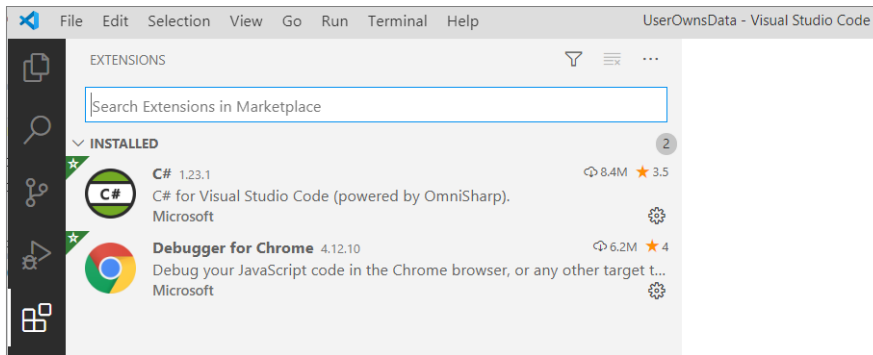 File Edit Selection View Go Run Terminal Help UserOwnsData - Visual Studio Code
EXTENSIONS
Search Extensions in Marketplace
INSTALLED 2
C# 1.23.1 8.4M 3.5
C#
C# for Visual Studio Code (powered by OmniSharp).
Microsoft
Debugger for Chrome 4.12.10 6.2M 4
Debug your JavaScript code in the Chrome browser, or any other target t...
Microsoft